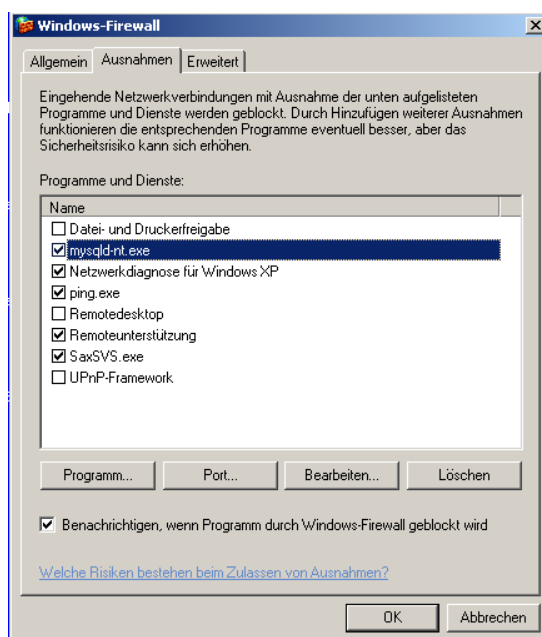 Windows-Firewall
Allgemein Ausnahmen Erweitert
Eingehende Netzwerkverbindungen mit Ausnahme der unten aufgelisteten
Programme und Dienste werden geblockt. Durch Hinzufügen weiterer Ausnahmen
funktionieren die entsprechenden Programme eventuell besser, aber das
Sicherheitsrisiko kann sich erhöhen.
Programme und Dienste:
Name
Datei- und Druckerfreigabe
mysqld-nt.exe
Netzwerkdiagnose für Windows XP
ping.exe
Remotedesktop
Remoteunterstützung
SaxSVS.exe
UPnP-Framework
Programm... Port... Bearbeiten... Löschen
Benachrichtigen, wenn Programm durch Windows-Firewall geblockt wird
Welche Risiken bestehen beim Zulassen von Ausnahmen?
OK Abbrechen